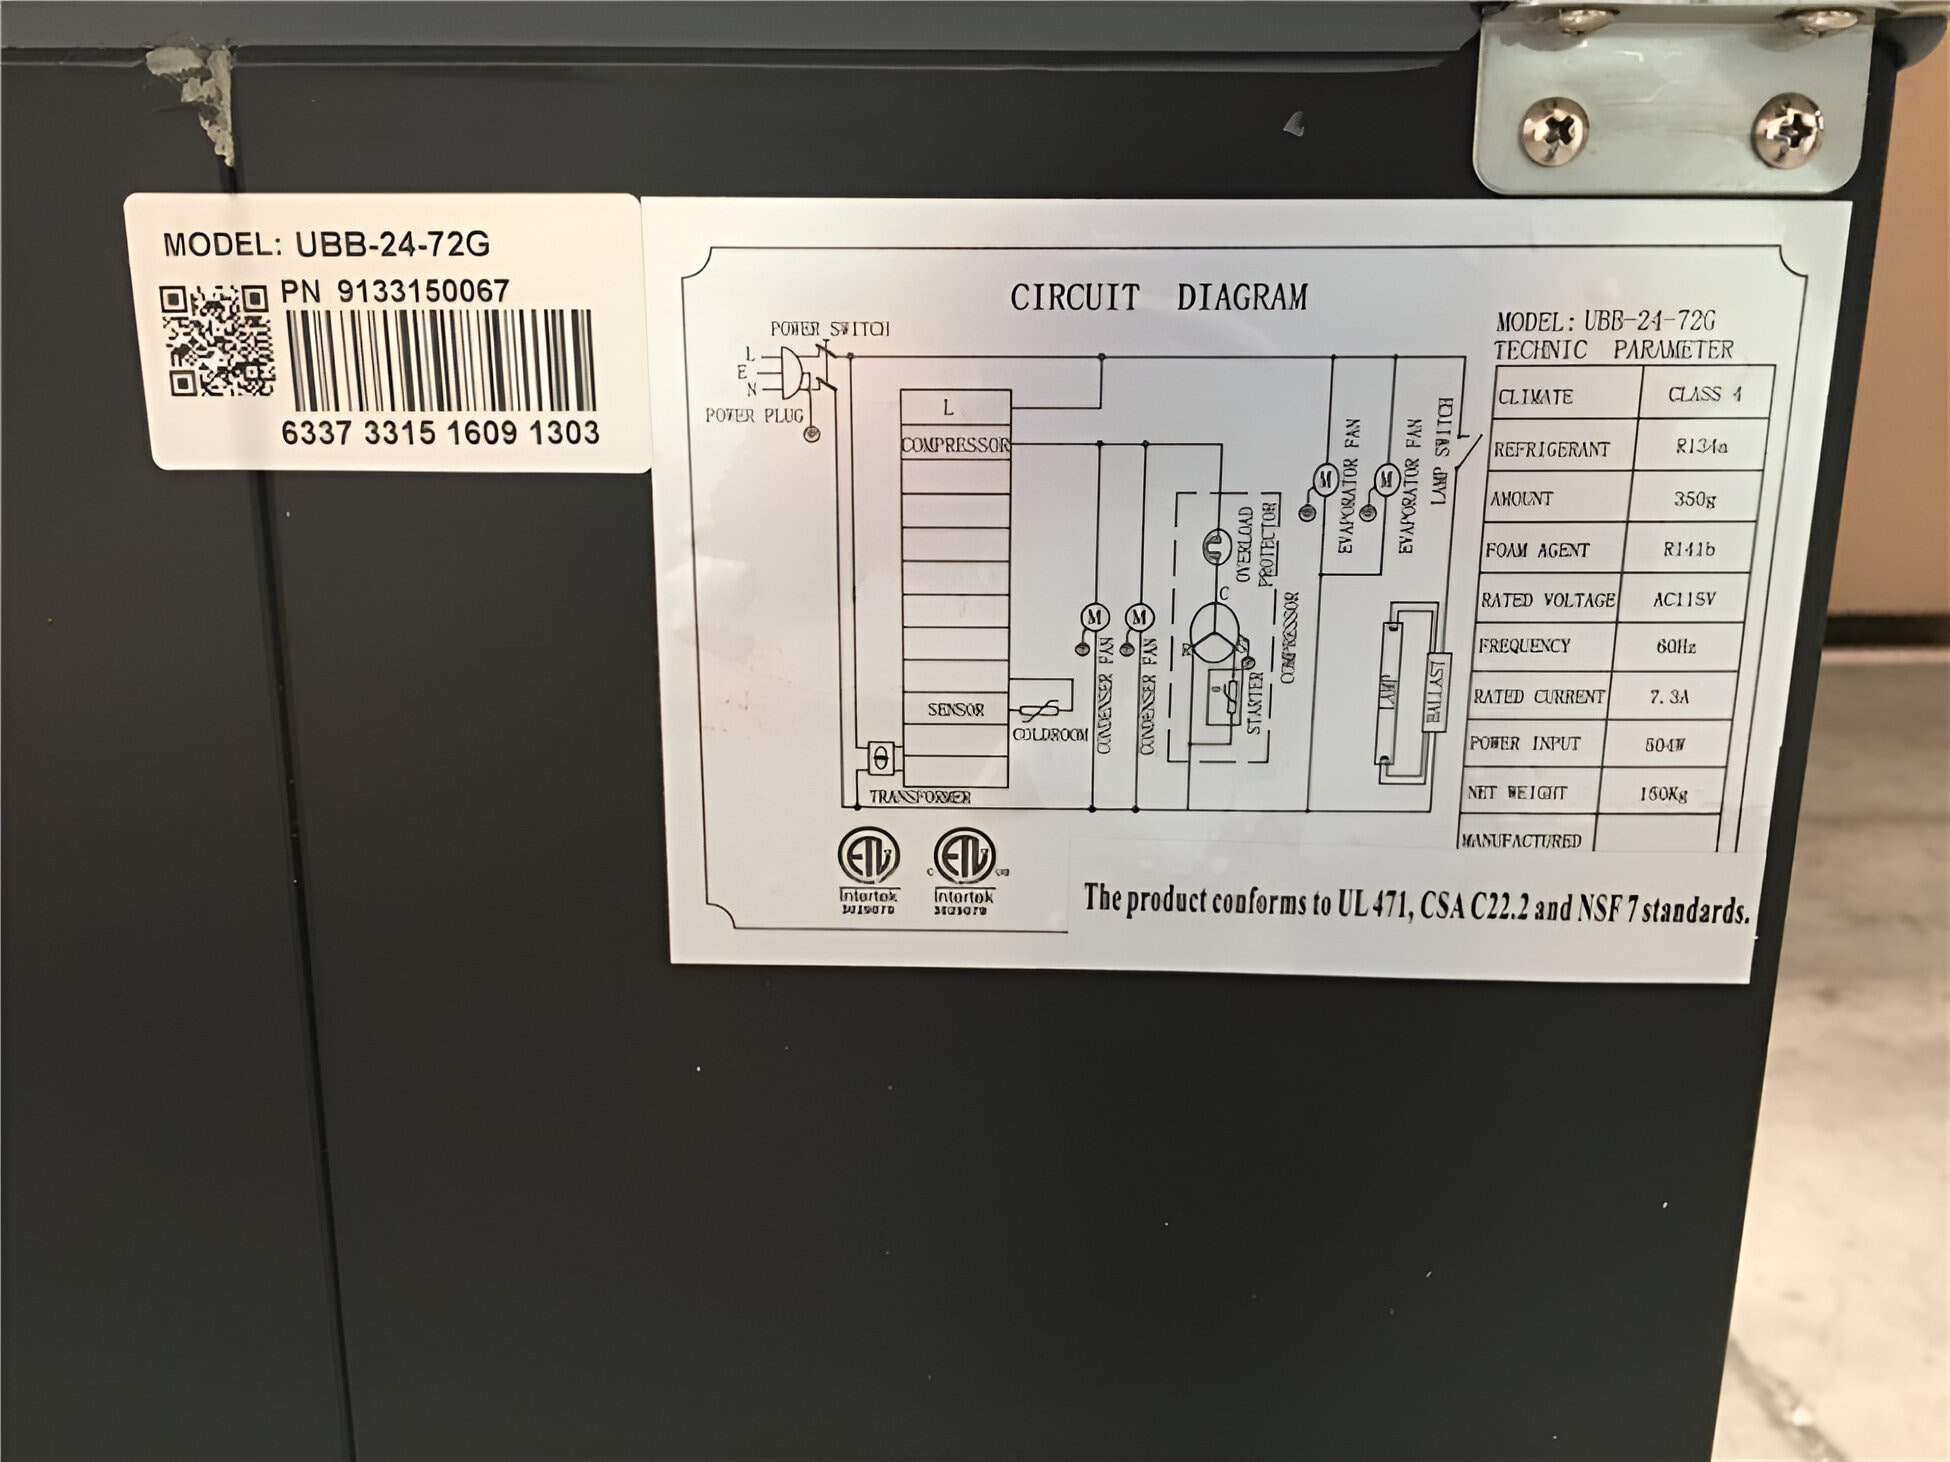 MODEL: UBB-24-72G
PN 9133150067
6337 3315 1609 1303
CIRCUIT DIAGRAM
POWER SWITCH
L
E
N
POWER PLUG
L
COMPRESSOR
SENSOR
COLDROOM
TRANSFORMER
M
CONDENSER FAN
M
CONDENSER FAN
OVERLOAD
PROTECTOR
C
STARTER
COMPRESSOR
M
EVAPORATOR FAN
M
EVAPORATOR FAN
LAMP SWITCH
LAMP
BALLYLST
MODEL: UBB-24-72G
TECHNIC PARAMETER
CLIMATE CLASS 4
REFRIGERANT R134a
AMOUNT 350g
FOAM AGENT R141b
RATED VOLTAGE AC115V
FREQUENCY 60Hz
RATED CURRENT 7.3A
POWER INPUT 504W
NET WEIGHT 150Kg
MANUFACTURED
ETL
Intertek
ETL
C US
Intertek
The product conforms to UL 471, CSA C22.2 and NSF 7 standards.